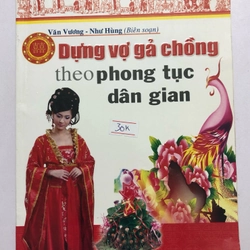 Văn Vương - Như Hùng (Biên soạn)
Dựng vợ gả chồng
theo phong tục
dân gian
30K